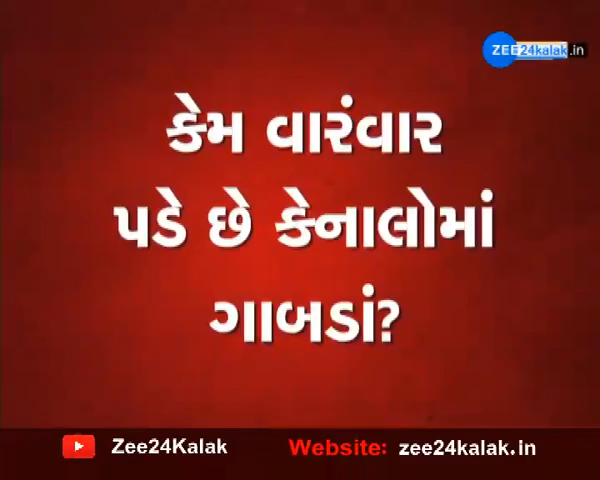 ZEE24kalak.in
કેમ વારંવાર
પડે છે કેનાલોમાં
ગાબડાં?
Zee24Kalak Website: zee24kalak.in